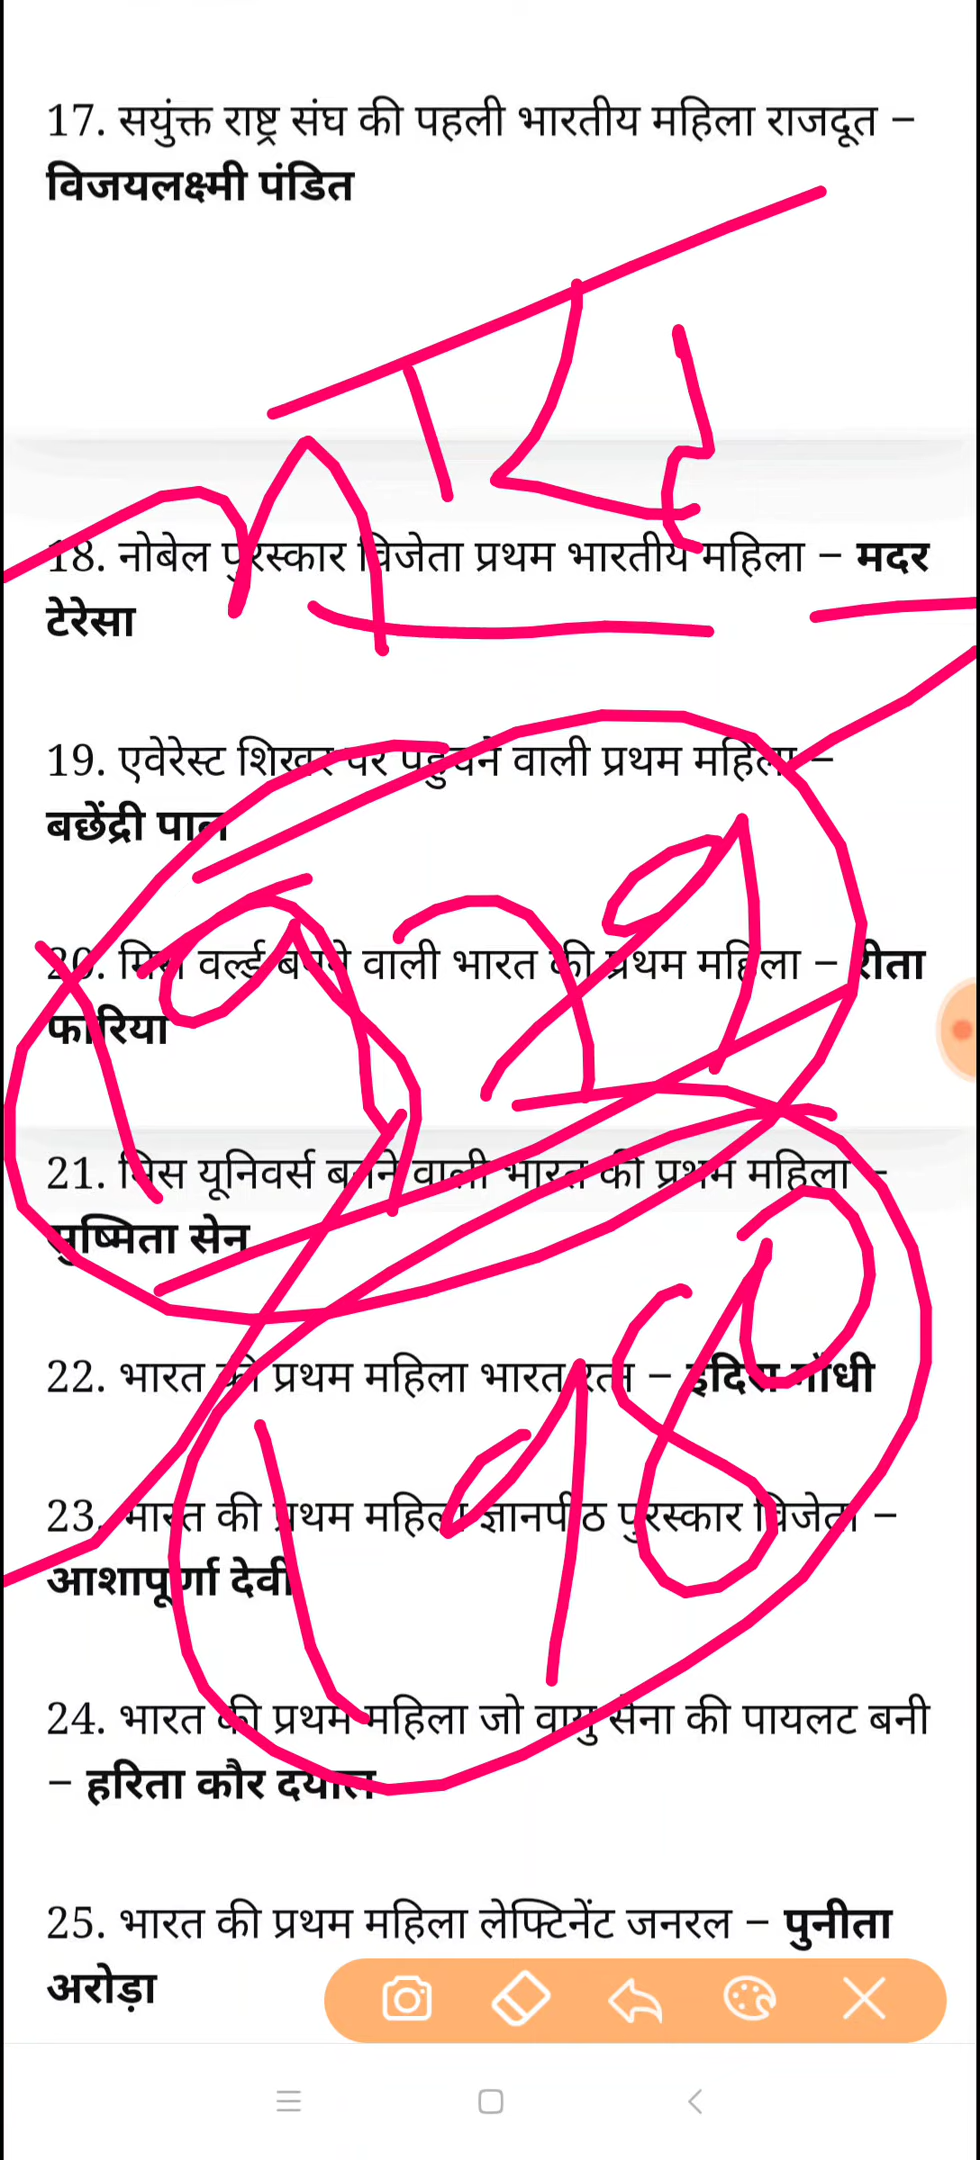 17. सयुंक्त राष्ट्र संघ की पहली भारतीय महिला राजदूत –
विजयलक्ष्मी पंडित
18. नोबेल पुरस्कार विजेता प्रथम भारतीय महिला – मदर
टेरेसा
19. एवेरेस्ट शिखर पर पहुचने वाली प्रथम महिला –
बछेंद्री पाल
20. मिस वर्ल्ड बनने वाली भारत की प्रथम महिला – रीता
फारिया
1979
21. मिस यूनिवर्स बनने वाली भारत की प्रथम महिला –
सुष्मिता सेन
22. भारत की प्रथम महिला भारत रत्न – इंदिरा गाँधी
1980
23. भारत की प्रथम महिला ज्ञानपीठ पुरस्कार विजेता –
आशापूर्णा देवी
24. भारत की प्रथम महिला जो वायु सेना की पायलट बनी
– हरिता कौर दयाल
25. भारत की प्रथम महिला लेफ्टिनेंट जनरल – पुनीता
अरोड़ा